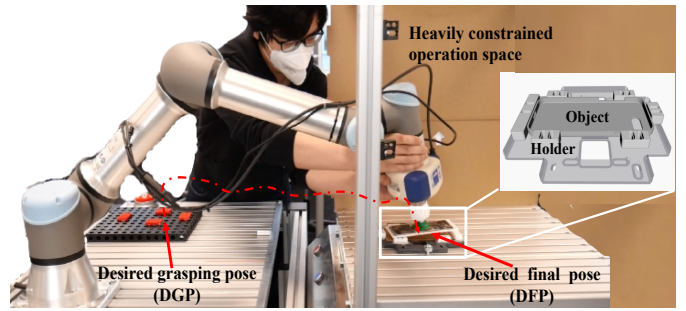 Heavily constrained
operation space
Object
Holder
Desired grasping pose
(DGP)
Desired final pose
(DFP)